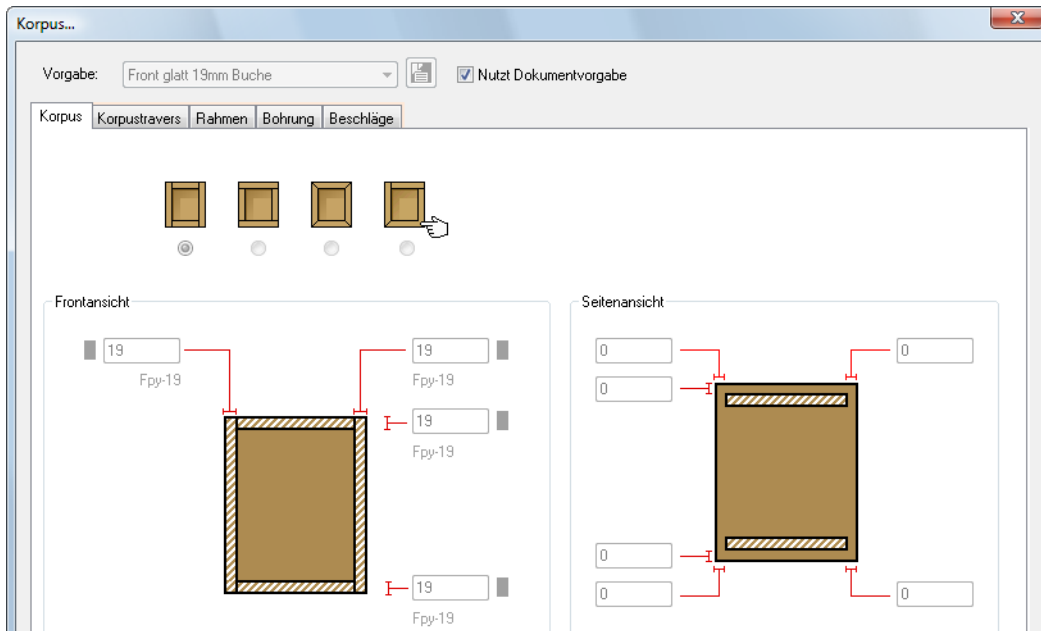 Korpus...
Vorgabe: Front glatt 19mm Buche Nutzt Dokumentvorgabe
Korpus Korpustravers Rahmen Bohrung Beschläge
Frontansicht
19 19
Fpy-19 Fpy-19
19
Fpy-19
19
Fpy-19
Seitenansicht
0 0
0
0
0 0